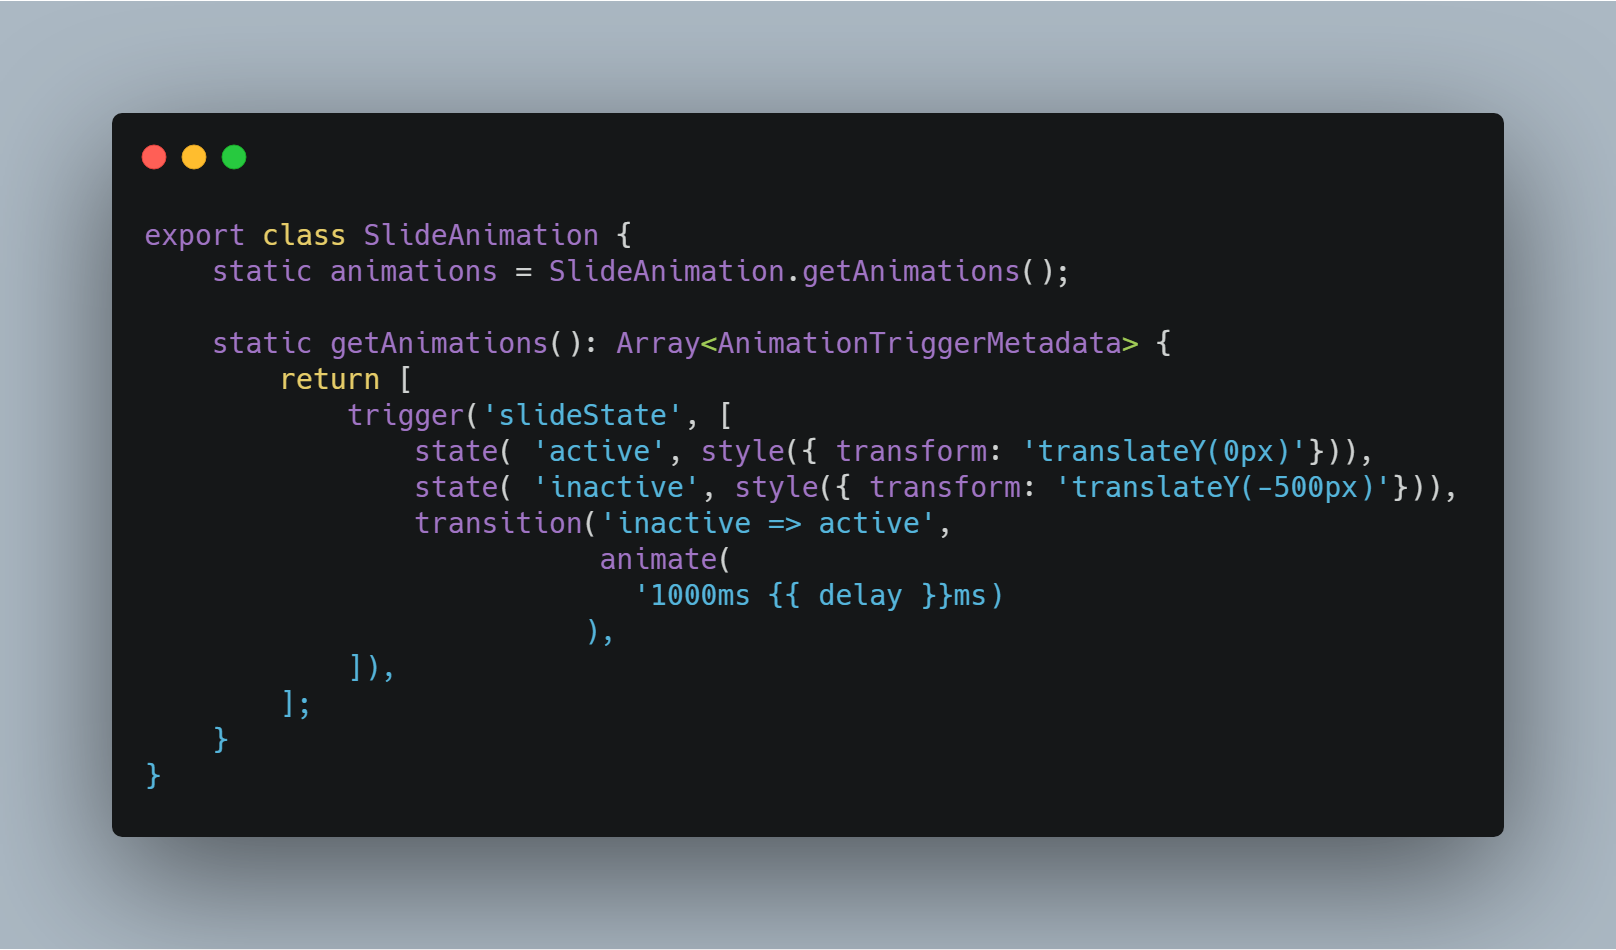 export class SlideAnimation {
    static animations = SlideAnimation.getAnimations();

    static getAnimations(): Array<AnimationTriggerMetadata> {
        return [
            trigger('slideState', [
                state( 'active', style({ transform: 'translateY(0px)'})),
                state( 'inactive', style({ transform: 'translateY(-500px)'})),
                transition('inactive => active',
                           animate(
                             '1000ms {{ delay }}ms)
                          ),
            ]),
        ];
    }
}